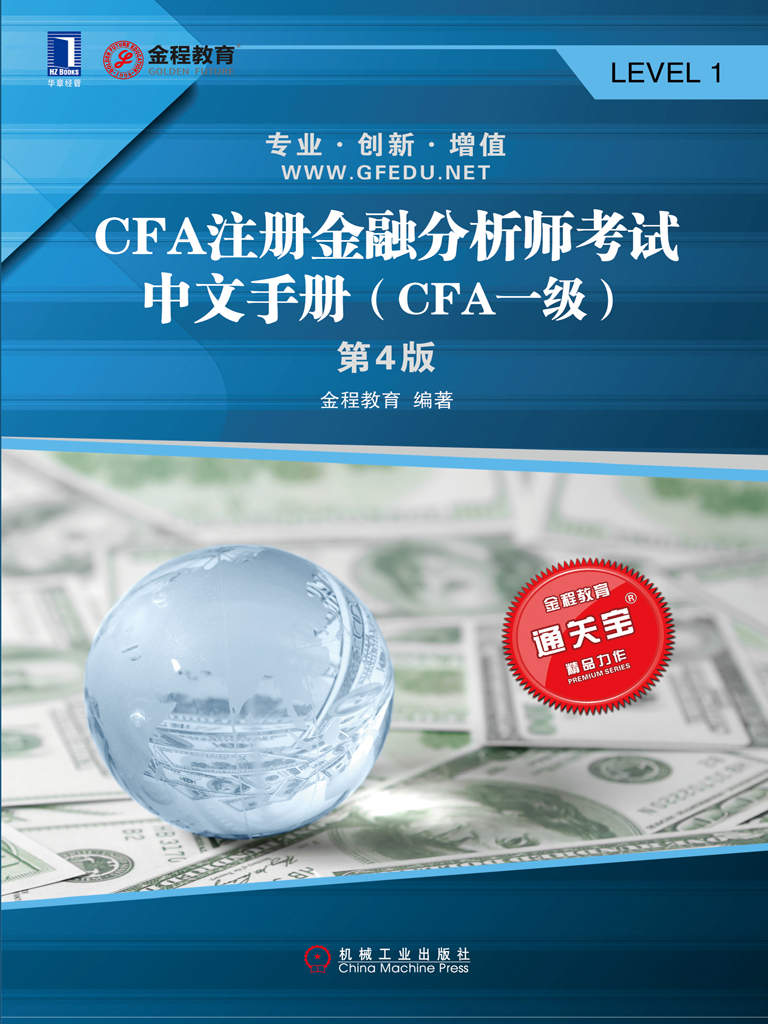 HZ Books
华章经管
金程教育
GOLDEN FUTURE
LEVEL 1
专业·创新·增值
WWW.GFEDU.NET
CFA注册金融分析师考试
中文手册（CFA一级）
第4版
金程教育 编著
金程教育
通关宝®
精品力作
PREMIUM SERIES
机械工业出版社
China Machine Press